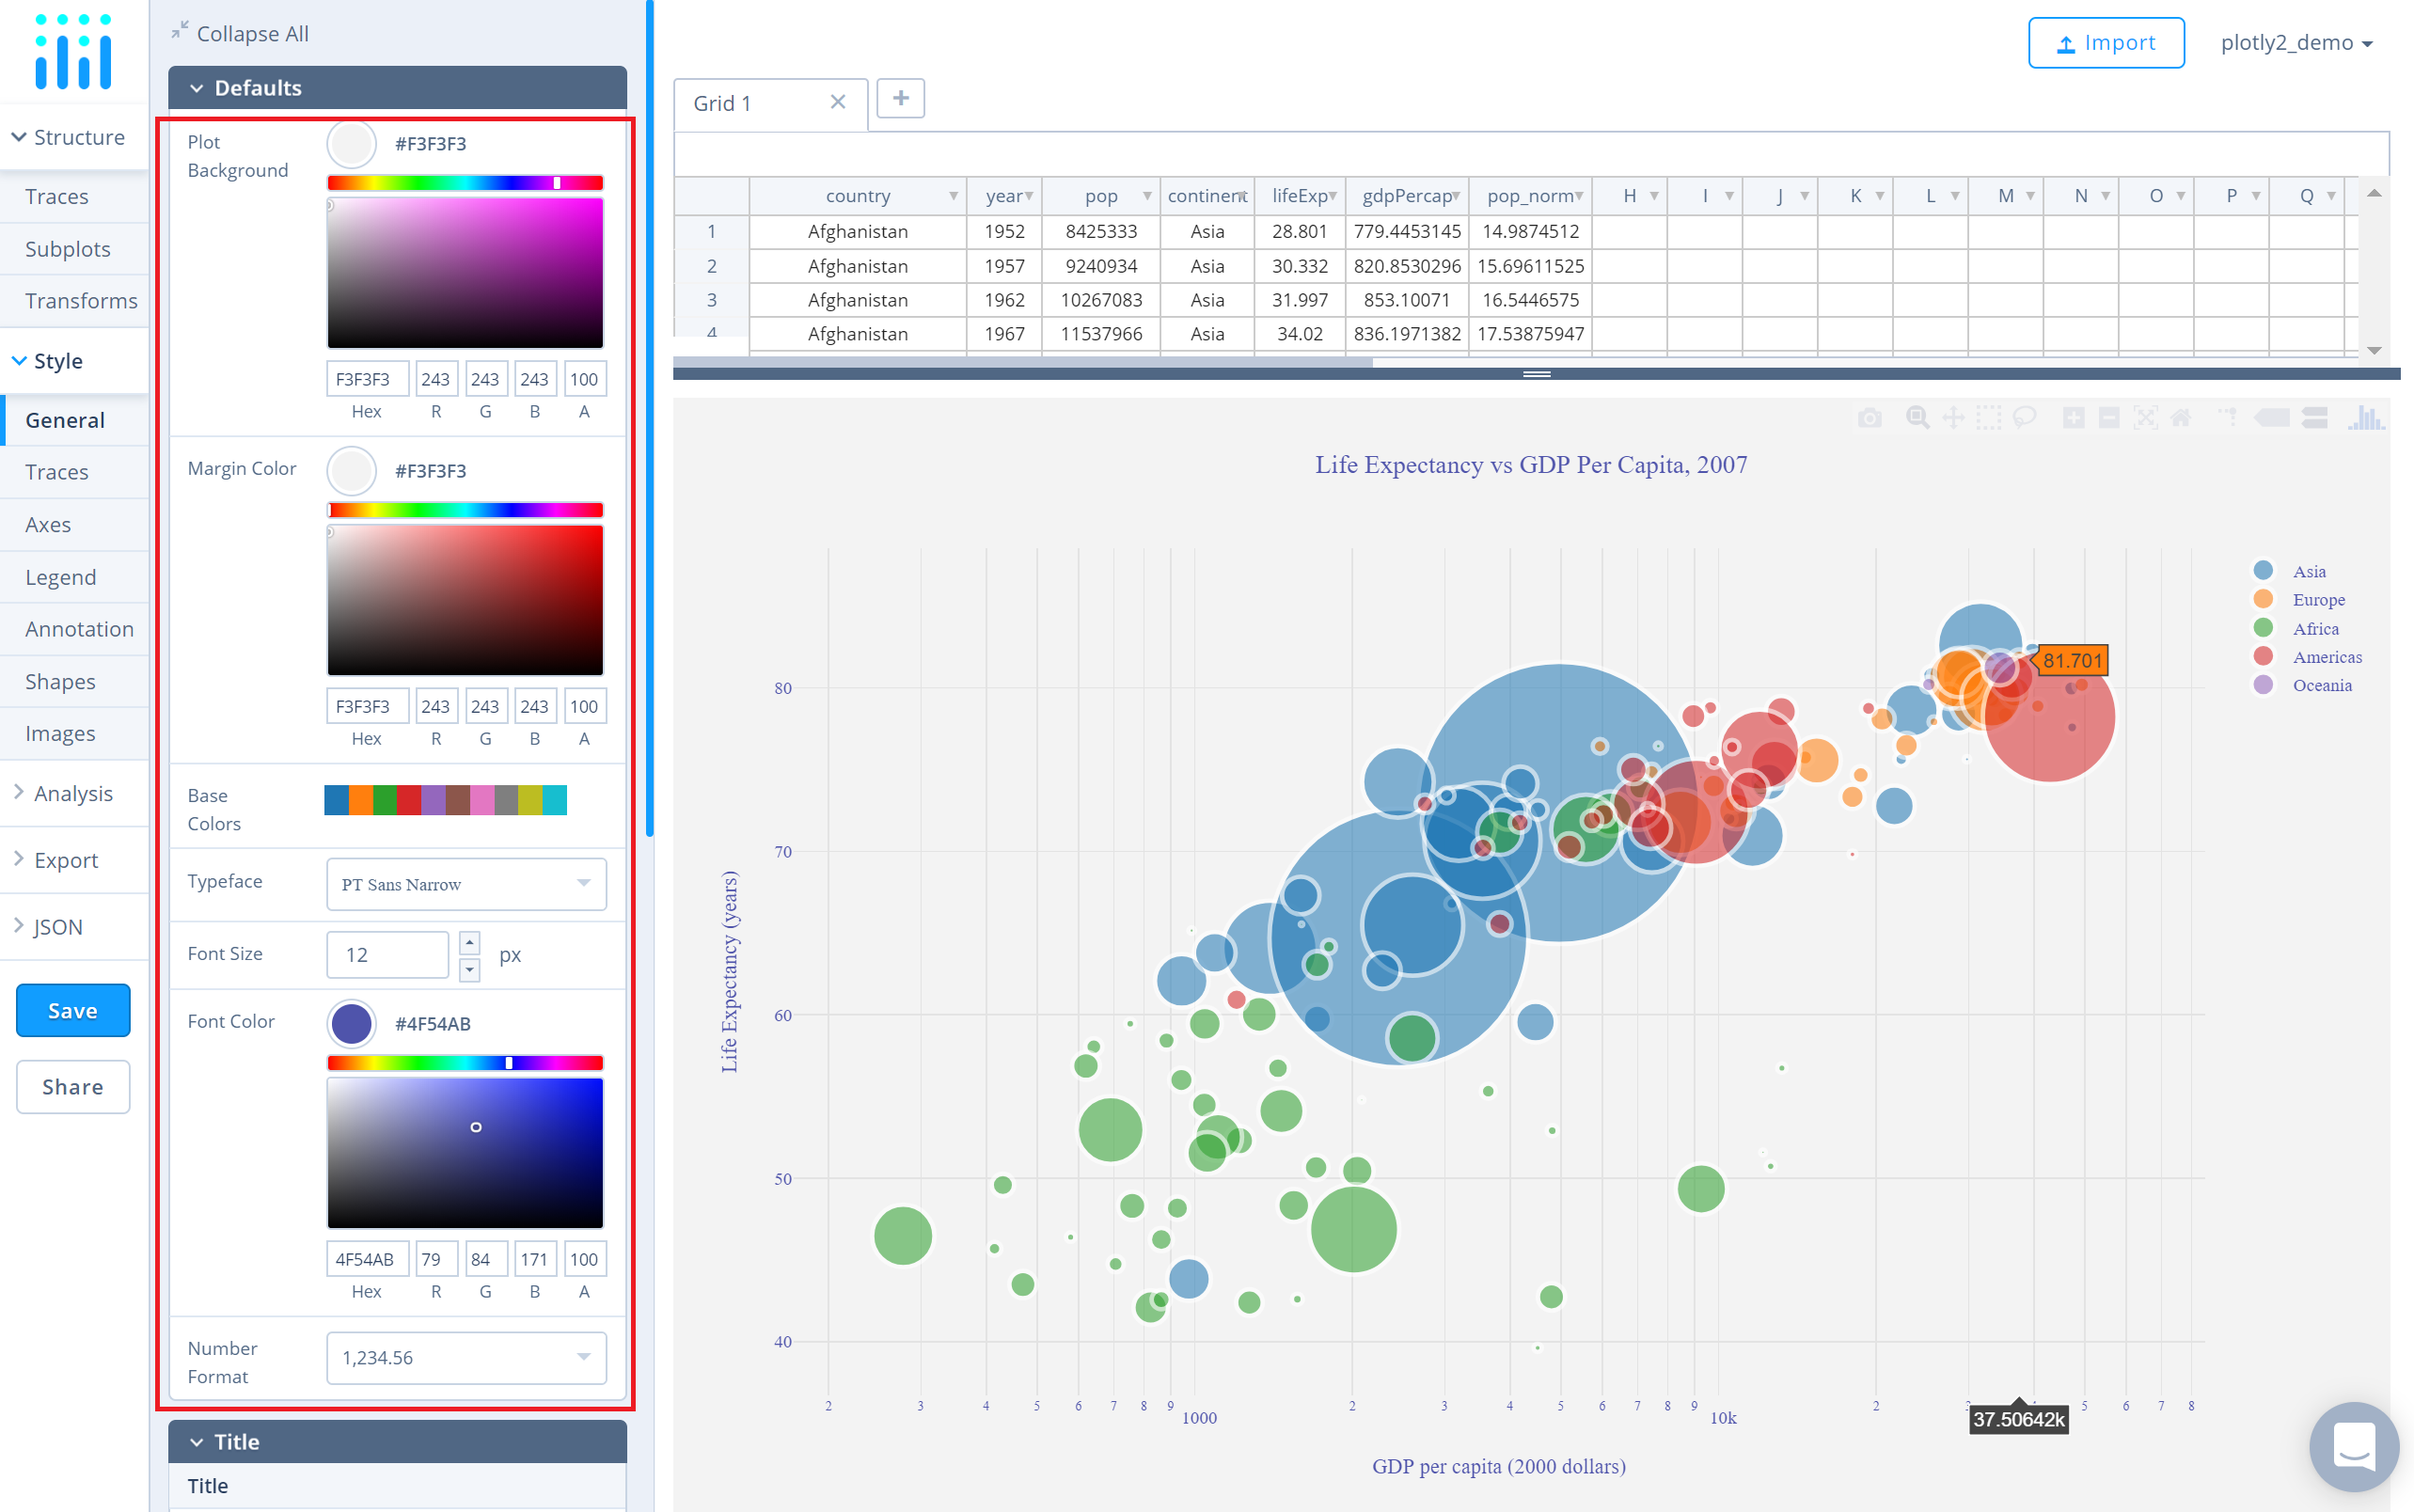 Collapse All
Defaults
Structure
Traces
Subplots
Transforms
Style
General
Traces
Axes
Legend
Annotation
Shapes
Images
Analysis
Export
JSON
Save
Share
Plot
Background
#F3F3F3
F3F3F3 243 243 243 100
Hex R G B A
Margin Color
#F3F3F3
F3F3F3 243 243 243 100
Hex R G B A
Base
Colors
Typeface
PT Sans Narrow
Font Size
12 px
Font Color
#4F54AB
4F54AB 79 84 171 100
Hex R G B A
Number
Format
1,234.56
Title
Title
Import
plotly2_demo
Grid 1
country year pop continent lifeExp gdpPercap pop_norm H I J K L M N O P Q
1 Afghanistan 1952 8425333 Asia 28.801 779.4453145 14.9874512
2 Afghanistan 1957 9240934 Asia 30.332 820.8530296 15.69611525
3 Afghanistan 1962 10267083 Asia 31.997 853.10071 16.5446575
4 Afghanistan 1967 11537966 Asia 34.02 836.1971382 17.53875947
Life Expectancy vs GDP Per Capita, 2007
Asia
Europe
Africa
Americas
Oceania
81.701
80
70
60
50
40
Life Expectancy (years)
2 3 4 5 6 7 8 9 1000 2 3 4 5 6 7 8 9 10k 2 5 6 7 8
37.50642k
GDP per capita (2000 dollars)